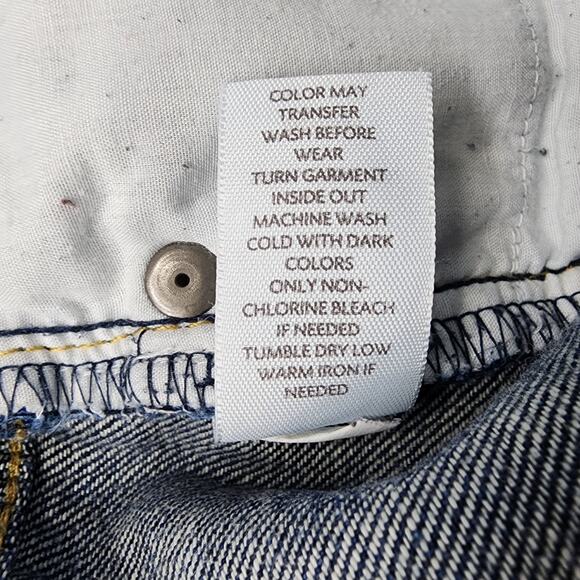 COLOR MAY
TRANSFER
WASH BEFORE
WEAR
TURN GARMENT
INSIDE OUT
MACHINE WASH
COLD WITH DARK
COLORS
ONLY NON-
CHLORINE BLEACH
IF NEEDED
TUMBLE DRY LOW
WARM IRON IF
NEEDED